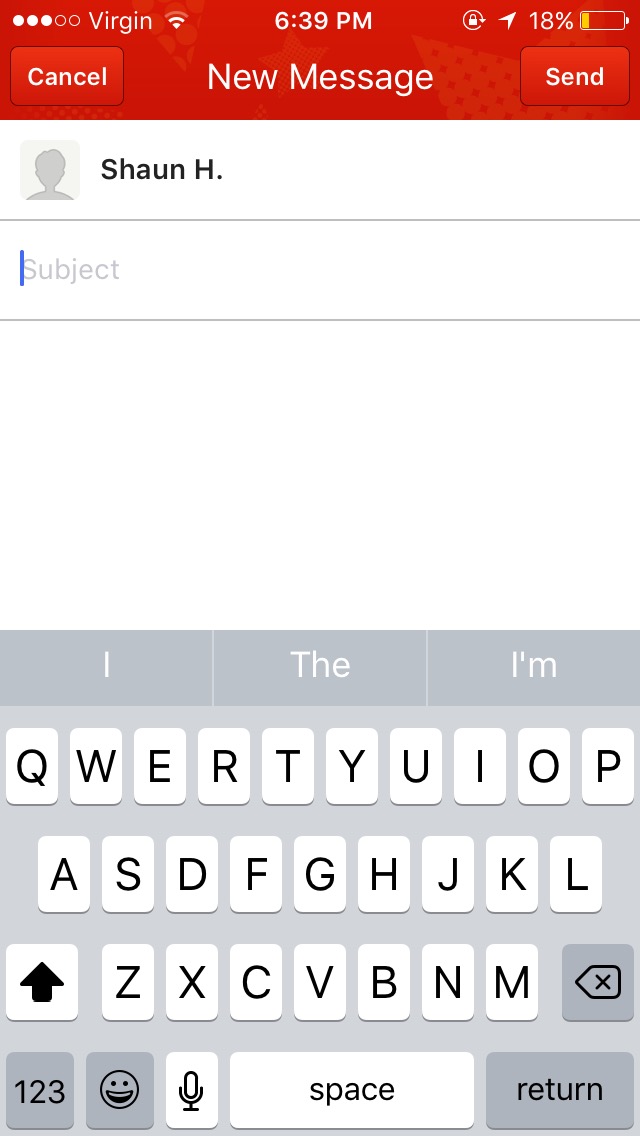 Virgin 6:39 PM 18%
Cancel New Message Send
Shaun H.
Subject
I The I'm
Q W E R T Y U I O P
A S D F G H J K L
Z X C V B N M
123 space return